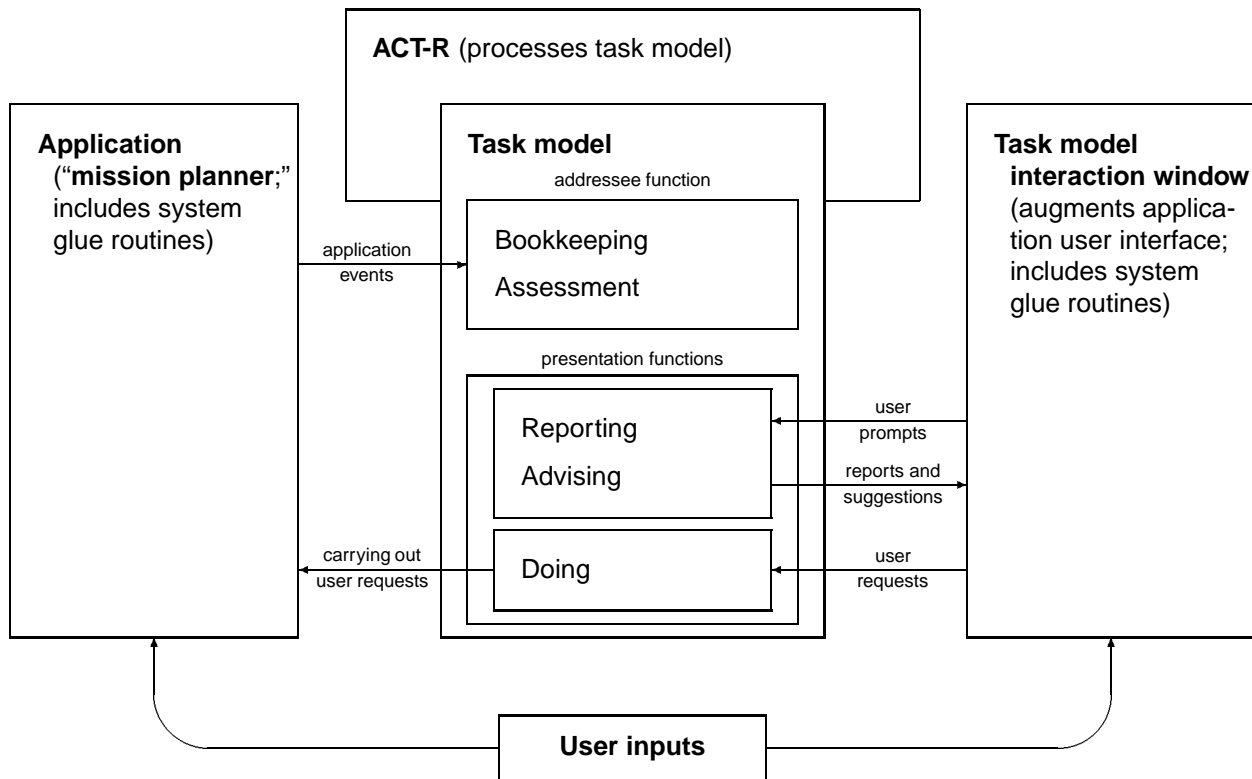 ACT-R (processes task model)
Application
(“mission planner;”
includes system
glue routines)
Task model
addressee function
Bookkeeping
Assessment
application
events
presentation functions
Reporting
Advising
Doing
carrying out
user requests
user
prompts
reports and
suggestions
user
requests
Task model
interaction window
(augments applica-
tion user interface;
includes system
glue routines)
User inputs